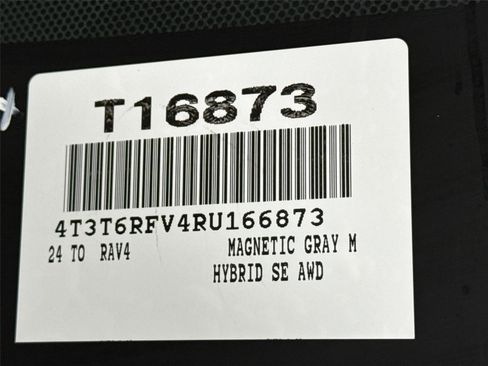 T16873
4T3T6RFV4RU166873
24 TO RAV4 MAGNETIC GRAY M
HYBRID SE AWD